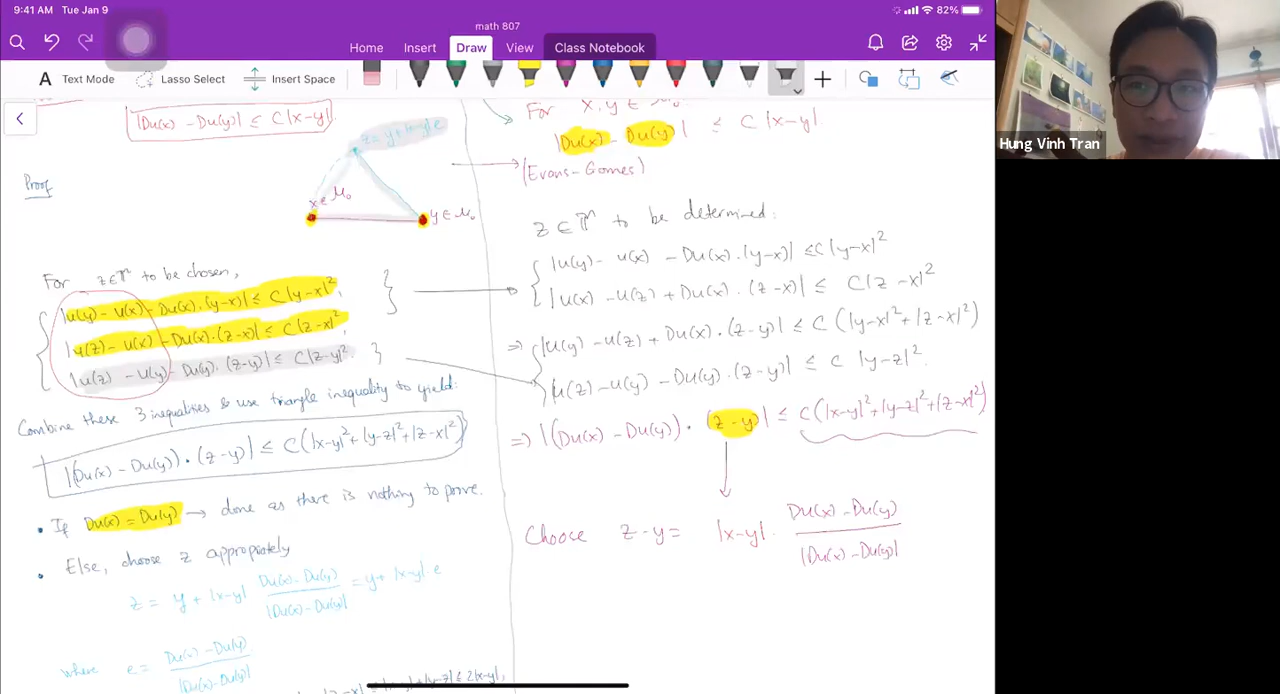 9:41 AM Tue Jan 9
82%
math 807
Home Insert Draw View Class Notebook
Text Mode Lasso Select Insert Space
Hung Vinh Tran
|Du(x) - Du(y)| ≤ C|x-y|.
Proof
z = y + |x-y| e
x ∈ M₀
y ∈ M₀
For z ∈ 𝕋ⁿ to be chosen,
|u(y) - u(x) - Du(x)·(y-x)| ≤ C|y-x|²,
|u(z) - u(x) - Du(x)·(z-x)| ≤ C|z-x|²,
|u(z) - u(y) - Du(y)·(z-y)| ≤ C|z-y|².
Combine these 3 inequalities & use triangle inequality to yield:
|(Du(x) - Du(y))·(z-y)| ≤ C(|x-y|²+|y-z|²+|z-x|²)
• If Du(x) = Du(y) → done as there is nothing to prove.
• Else, choose z appropriately
z = y + |x-y| (Du(x) - Du(y))/|Du(x) - Du(y)| = y + |x-y|·e
where e = (Du(x) - Du(y))/|Du(x) - Du(y)|
≤ 2|x-y|,
For x, y ∈ M₀
|Du(x) - Du(y)| ≤ C|x-y|.
(Evans-Gomes)
z ∈ 𝕋ⁿ to be determined:
|u(y) - u(x) - Du(x)·(y-x)| ≤ C|y-x|²
|u(x) - u(z) + Du(x)·(z-x)| ≤ C|z-x|²
⇒ |u(y) - u(z) + Du(x)·(z-y)| ≤ C(|y-x|²+|z-x|²)
|u(z) - u(y) - Du(y)·(z-y)| ≤ C|y-z|².
⇒ |(Du(x) - Du(y))·(z-y)| ≤ C(|x-y|²+|y-z|²+|z-x|²)
Choose z-y = |x-y|·(Du(x) - Du(y))/|Du(x) - Du(y)|